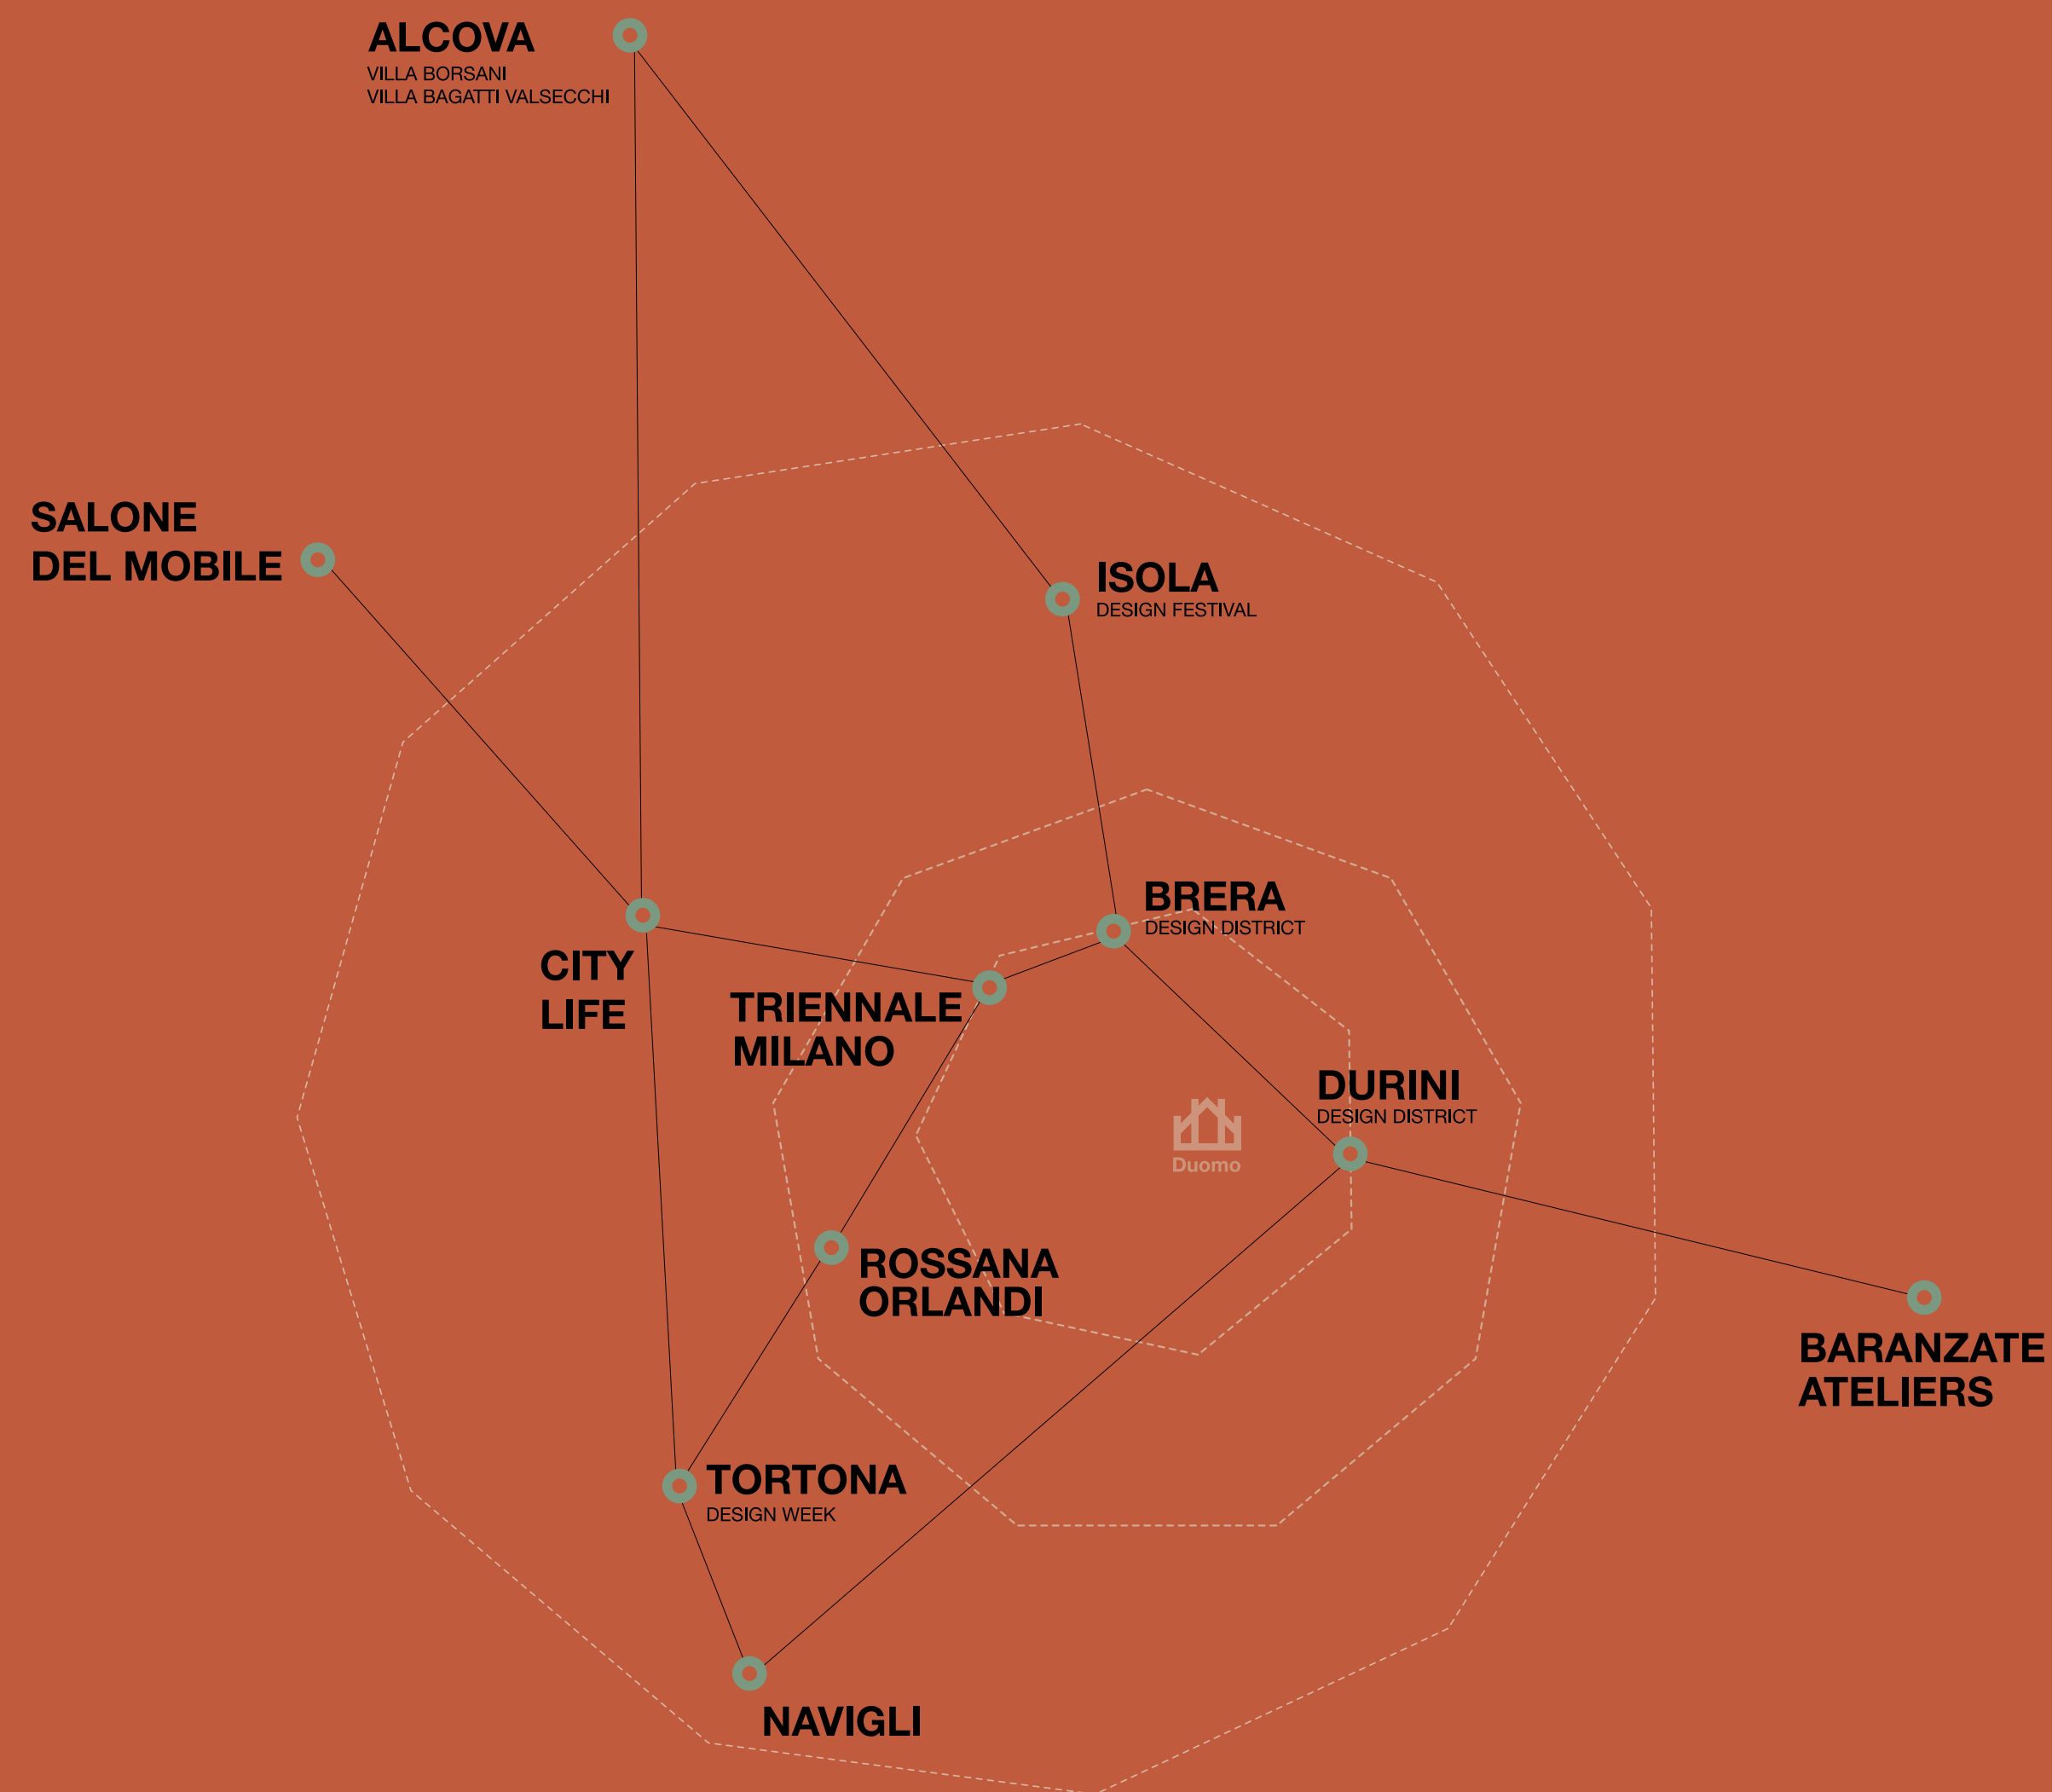 ALCOVA
VILLA BORSANI
VILLA BAGATTI VALSECCHI
SALONE
DEL MOBILE
ISOLA
DESIGN FESTIVAL
BRERA
DESIGN DISTRICT
CITY
LIFE
TRIENNALE
MILANO
DURINI
DESIGN DISTRICT
Duomo
ROSSANA
ORLANDI
BARANZATE
ATELIERS
TORTONA
DESIGN WEEK
NAVIGLI